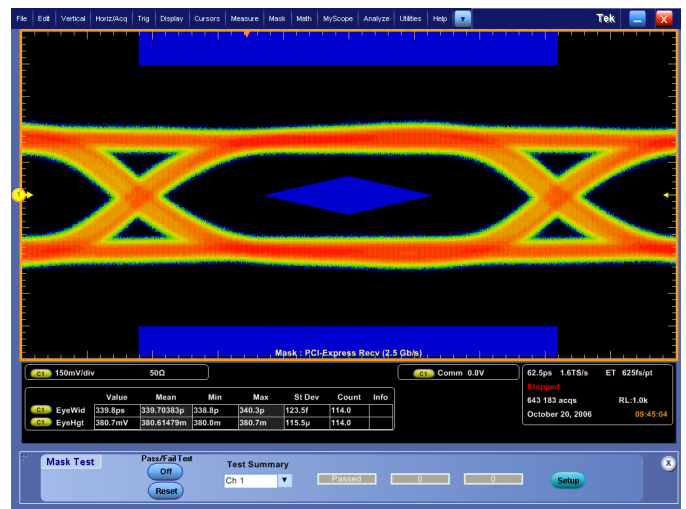 File Edit Vertical Horiz/Acq Trig Display Cursors Measure Mask Math MyScope Analyze Utilities Help Tek X
1
Mask : PCI-Express Recv (2.5 Gb/s)
C1 150mV/div 50Ω
C1 Comm 0.0V
62.5ps 1.6TS/s ET 625fs/pt
Stopped
643 183 acqs RL:1.0k
October 20, 2006 09:45:04
Value Mean Min Max St Dev Count Info
C1 EyeWid 339.8ps 339.70383p 338.8p 340.3p 123.5f 114.0
C1 EyeHgt 380.7mV 380.61479m 380.0m 380.7m 115.5µ 114.0
Mask Test
Pass/Fail Test
Off
Reset
Test Summary
Ch 1
Passed 0 0
Setup
X